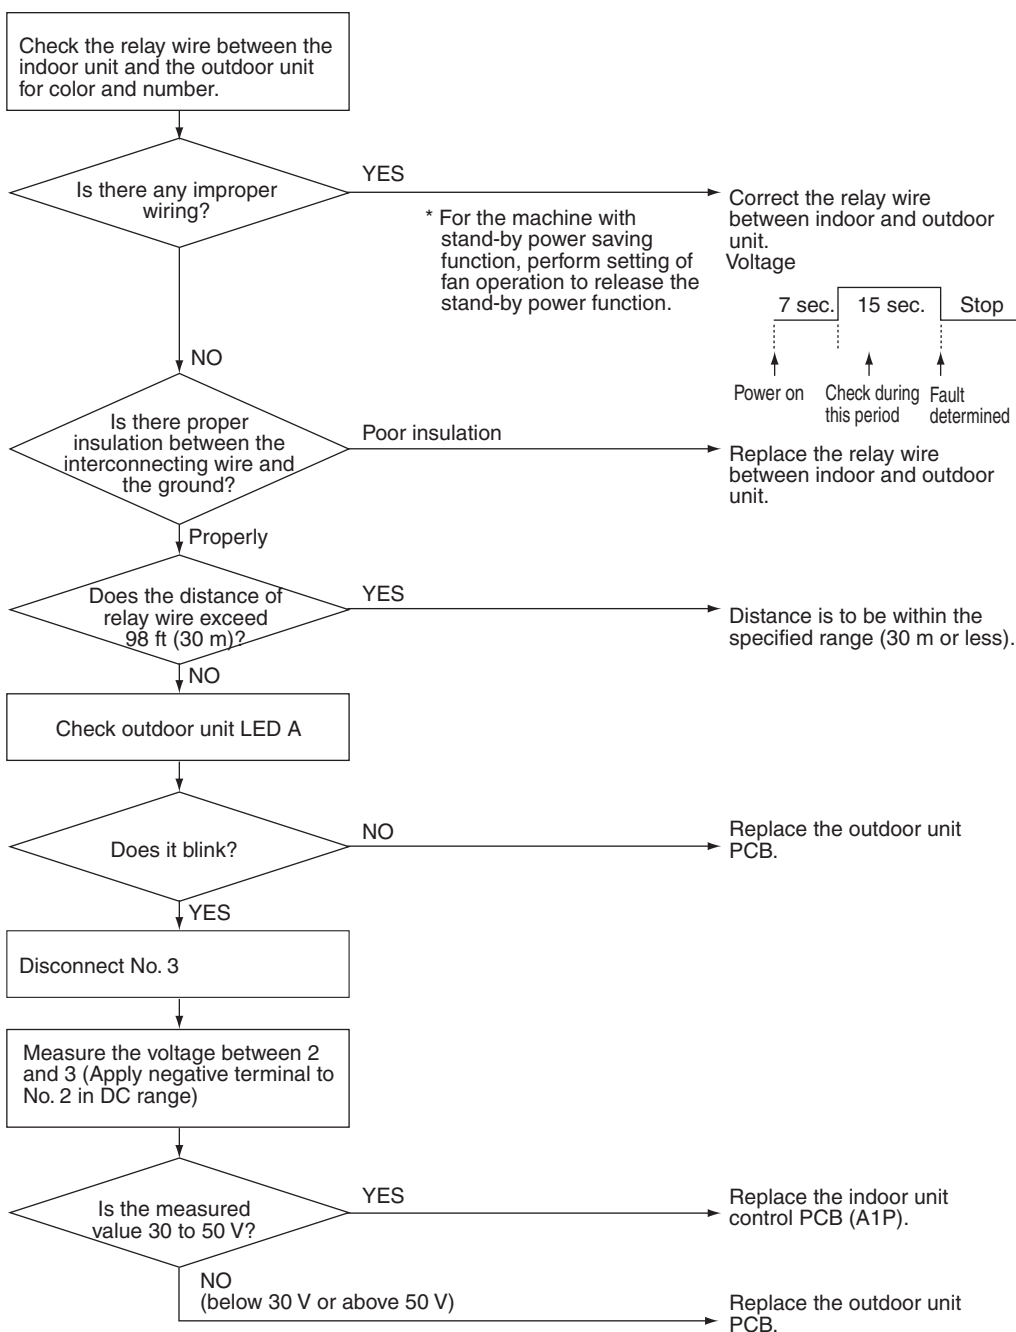 Check the relay wire between the
indoor unit and the outdoor unit
for color and number.
Is there any improper
wiring?
YES
Correct the relay wire
between indoor and outdoor
unit.
* For the machine with
stand-by power saving
function, perform setting of
fan operation to release the
stand-by power function.
Voltage
7 sec.
15 sec.
Stop
Power on
Check during
this period
Fault
determined
NO
Is there proper
insulation between the
interconnecting wire and
the ground?
Poor insulation
Replace the relay wire
between indoor and outdoor
unit.
Properly
Does the distance of
relay wire exceed
98 ft (30 m)?
YES
Distance is to be within the
specified range (30 m or less).
NO
Check outdoor unit LED A
Does it blink?
NO
Replace the outdoor unit
PCB.
YES
Disconnect No. 3
Measure the voltage between 2
and 3 (Apply negative terminal to
No. 2 in DC range)
Is the measured
value 30 to 50 V?
YES
Replace the indoor unit
control PCB (A1P).
NO
(below 30 V or above 50 V)
Replace the outdoor unit
PCB.